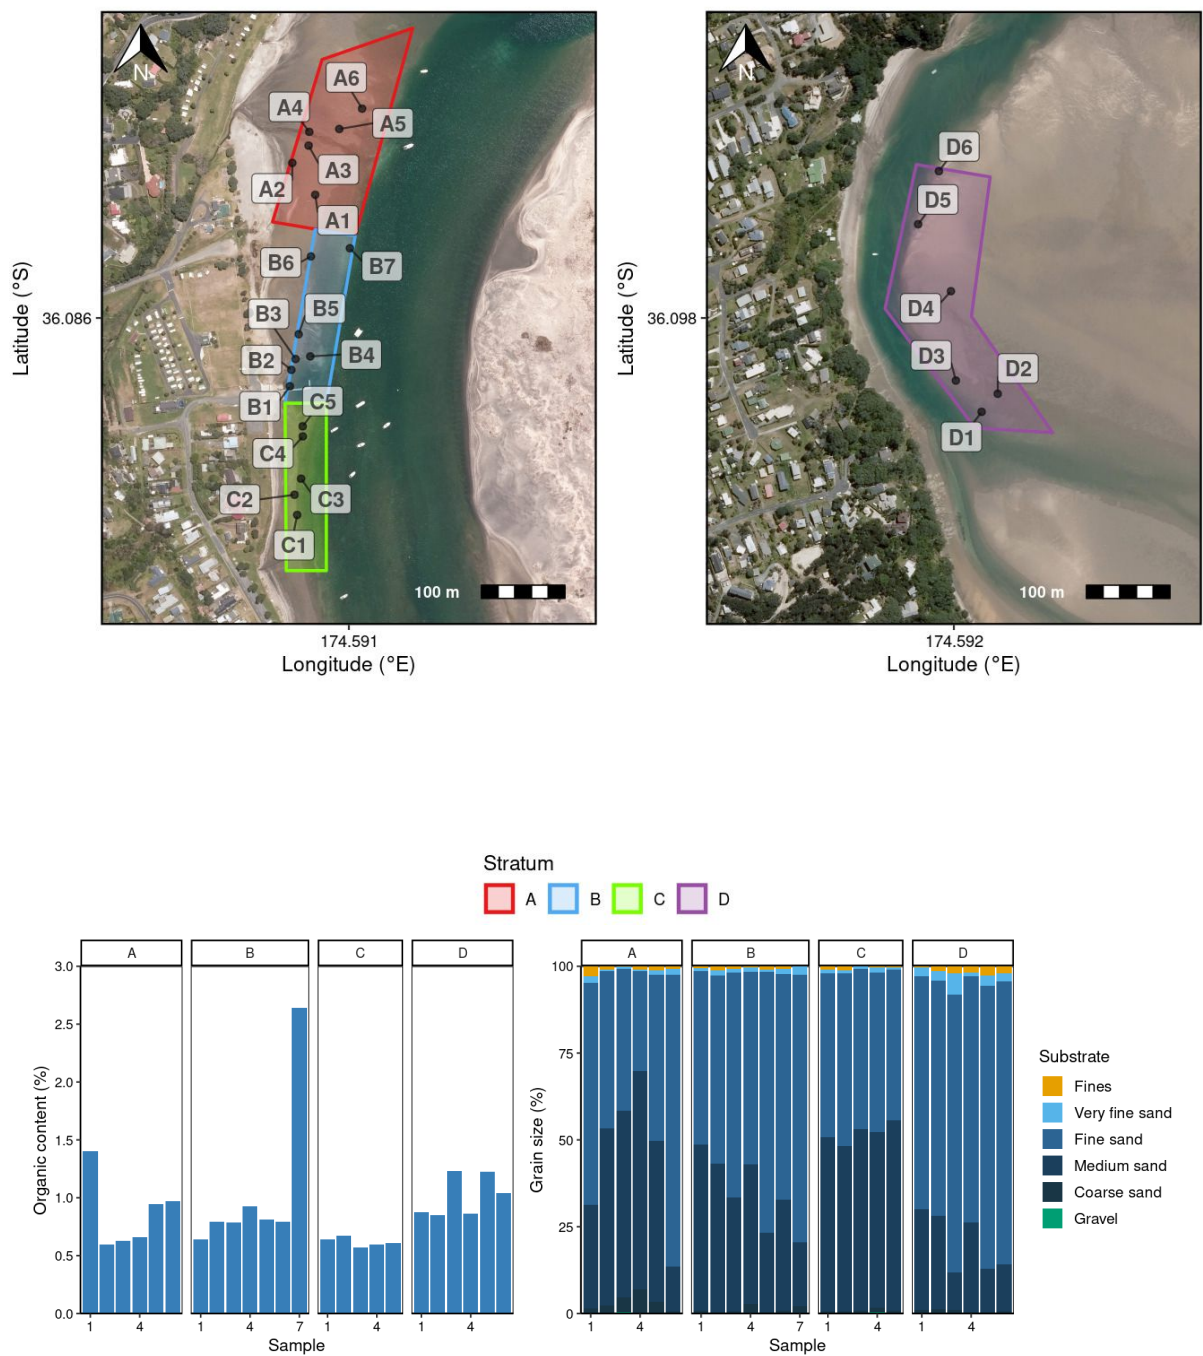 N
A6
A4
A5
A3
A2
A1
B6
B7
B5
B3
B4
B2
B1
C5
C4
C2
C3
C1
100 m
36.086
Latitude (°S)
174.591
Longitude (°E)
N
D6
D5
D4
D3
D2
D1
100 m
36.098
Latitude (°S)
174.592
Longitude (°E)
Stratum
A B C D
A B C D
3.0
2.5
2.0
1.5
1.0
0.5
0.0
Organic content (%)
1 4 1 4 7 1 4 1 4
Sample
A B C D
100
75
50
25
0
Grain size (%)
1 4 1 4 7 1 4 1 4
Sample
Substrate
Fines
Very fine sand
Fine sand
Medium sand
Coarse sand
Gravel